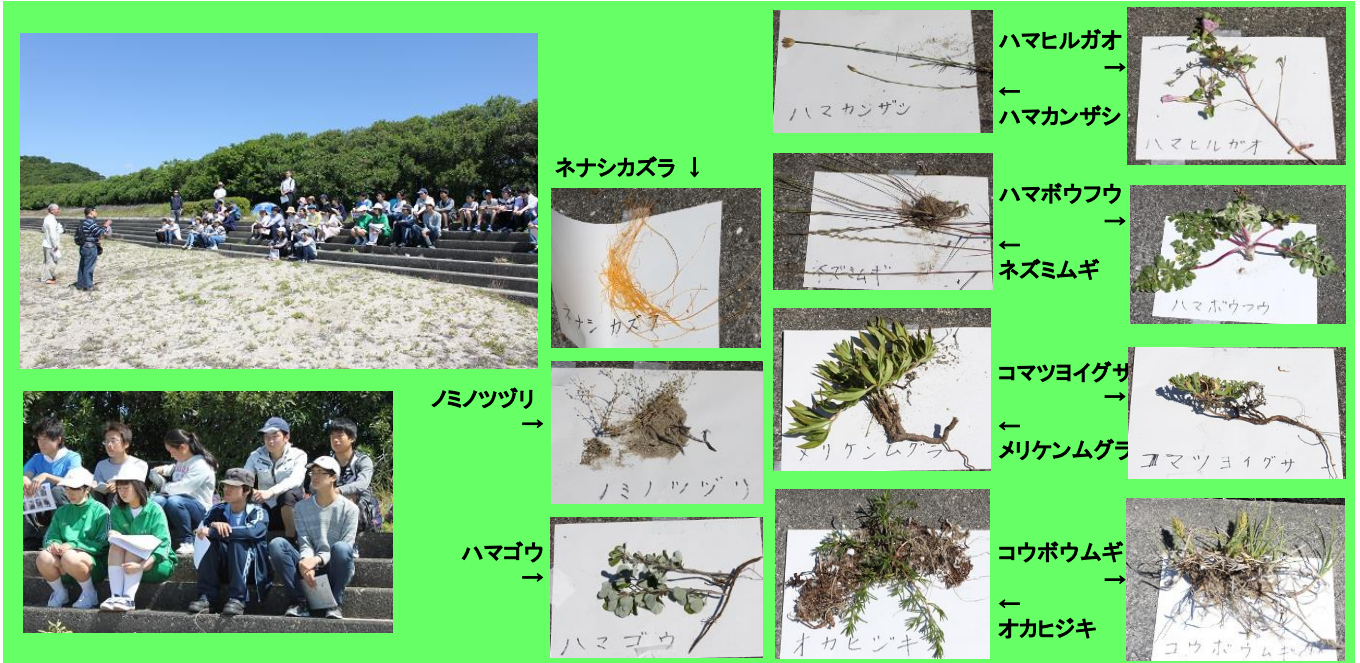 ハマカンザシ
ハマヒルガオ
→
←
ハマカンザシ
ハマヒルガオ
ネナシカズラ ↓
ネナシカズラ
ネズミムギ
ハマボウフウ
→
←
ネズミムギ
ハマボウフウ
ノミノツヅリ
→
ノミノツヅリ
メリケンムグラ
コマツヨイグサ
→
←
メリケンムグラ
コマツヨイグサ
ハマゴウ
→
ハマゴウ
オカヒジキ
コウボウムギ
→
←
オカヒジキ
コウボウムギ